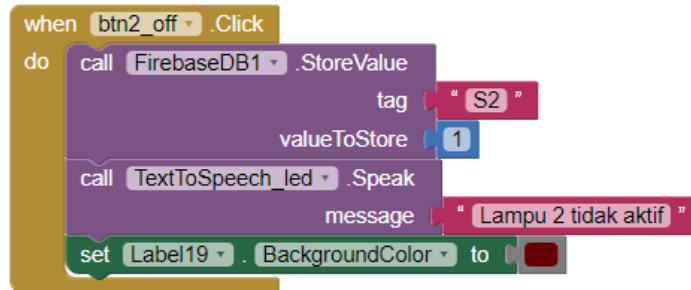 when btn2_off .Click
do call FirebaseDB1 .StoreValue
tag " S2 "
valueToStore 1
call TextToSpeech_led .Speak
message " Lampu 2 tidak aktif "
set Label19 . BackgroundColor to